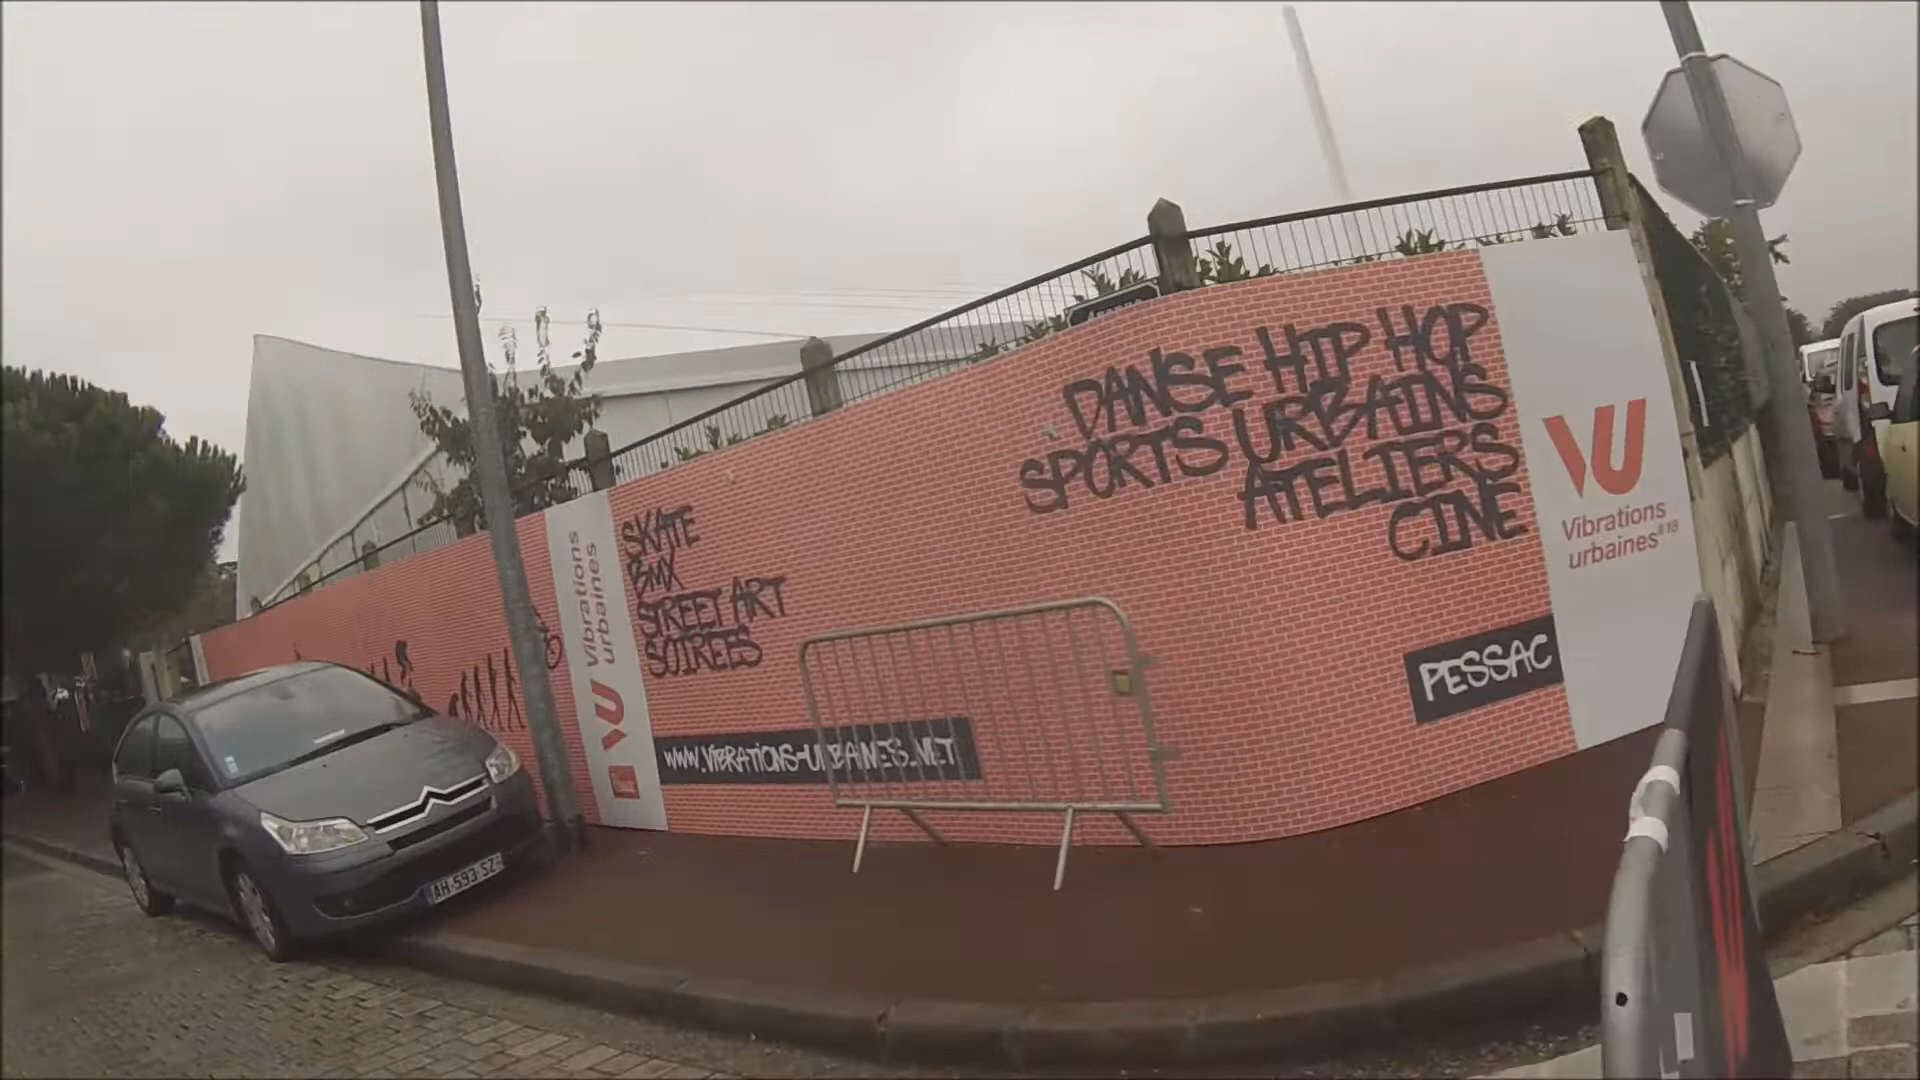 Vibrations
urbaines
VU
SKATE
BMX
STREET ART
SOIREES
WWW.VIBRATIONS-URBAINES.NET
DANSE HIP HOP
SPORTS URBAINS
ATELIERS
CINE
PESSAC
VU
Vibrations
urbaines#18
AH-593-SZ